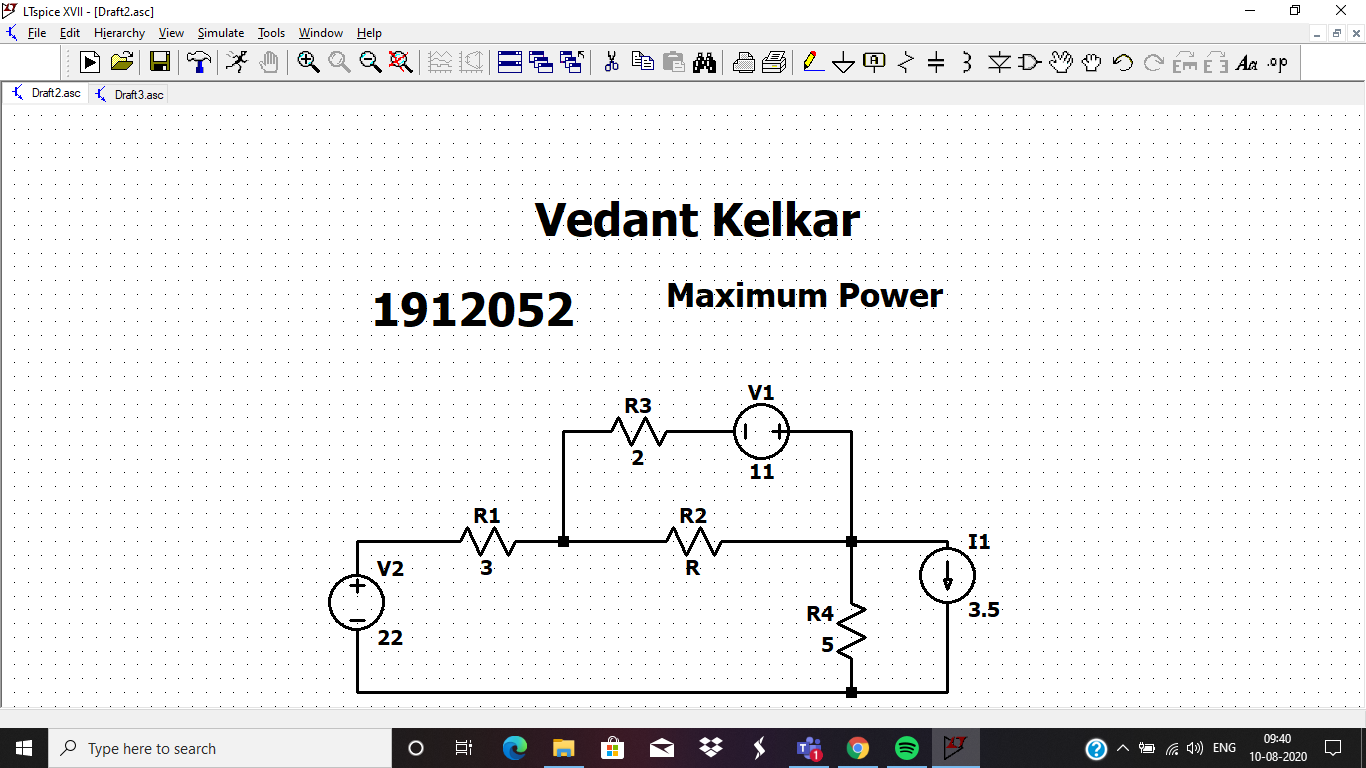 LTspice XVII - [Draft2.asc]
File Edit Hierarchy View Simulate Tools Window Help
Draft2.asc Draft3.asc
Vedant Kelkar
1912052 Maximum Power
V1
R3
2
11
R1 R2 I1
3 R
V2
R4 3.5
22 5
Type here to search
1
ENG
09:40
10-08-2020